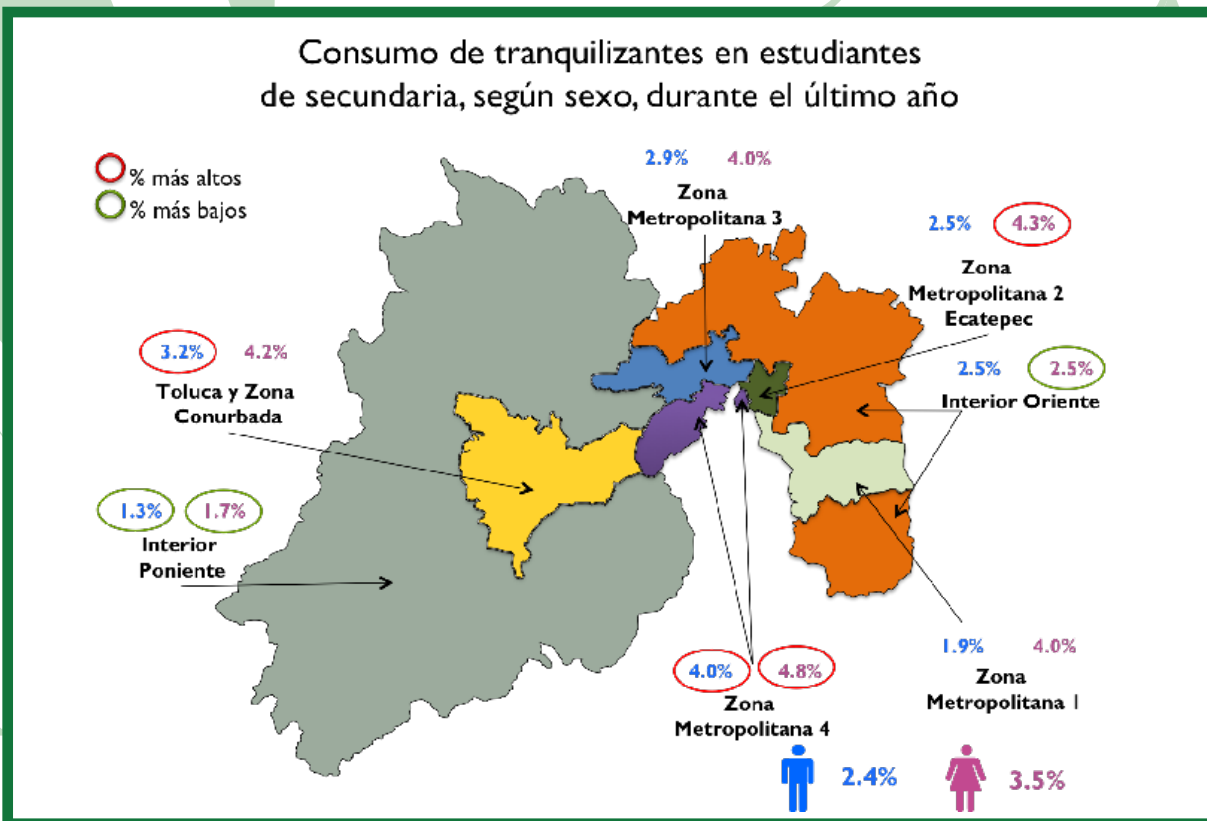 Consumo de tranquilizantes en estudiantes
de secundaria, según sexo, durante el último año
% más altos
% más bajos
2.9% 4.0%
Zona
Metropolitana 3
2.5% 4.3%
Zona
Metropolitana 2
Ecatepec
3.2% 4.2%
Toluca y Zona
Conurbada
2.5% 2.5%
Interior Oriente
1.3% 1.7%
Interior
Poniente
4.0% 4.8%
Zona
Metropolitana 4
1.9% 4.0%
Zona
Metropolitana 1
2.4% 3.5%